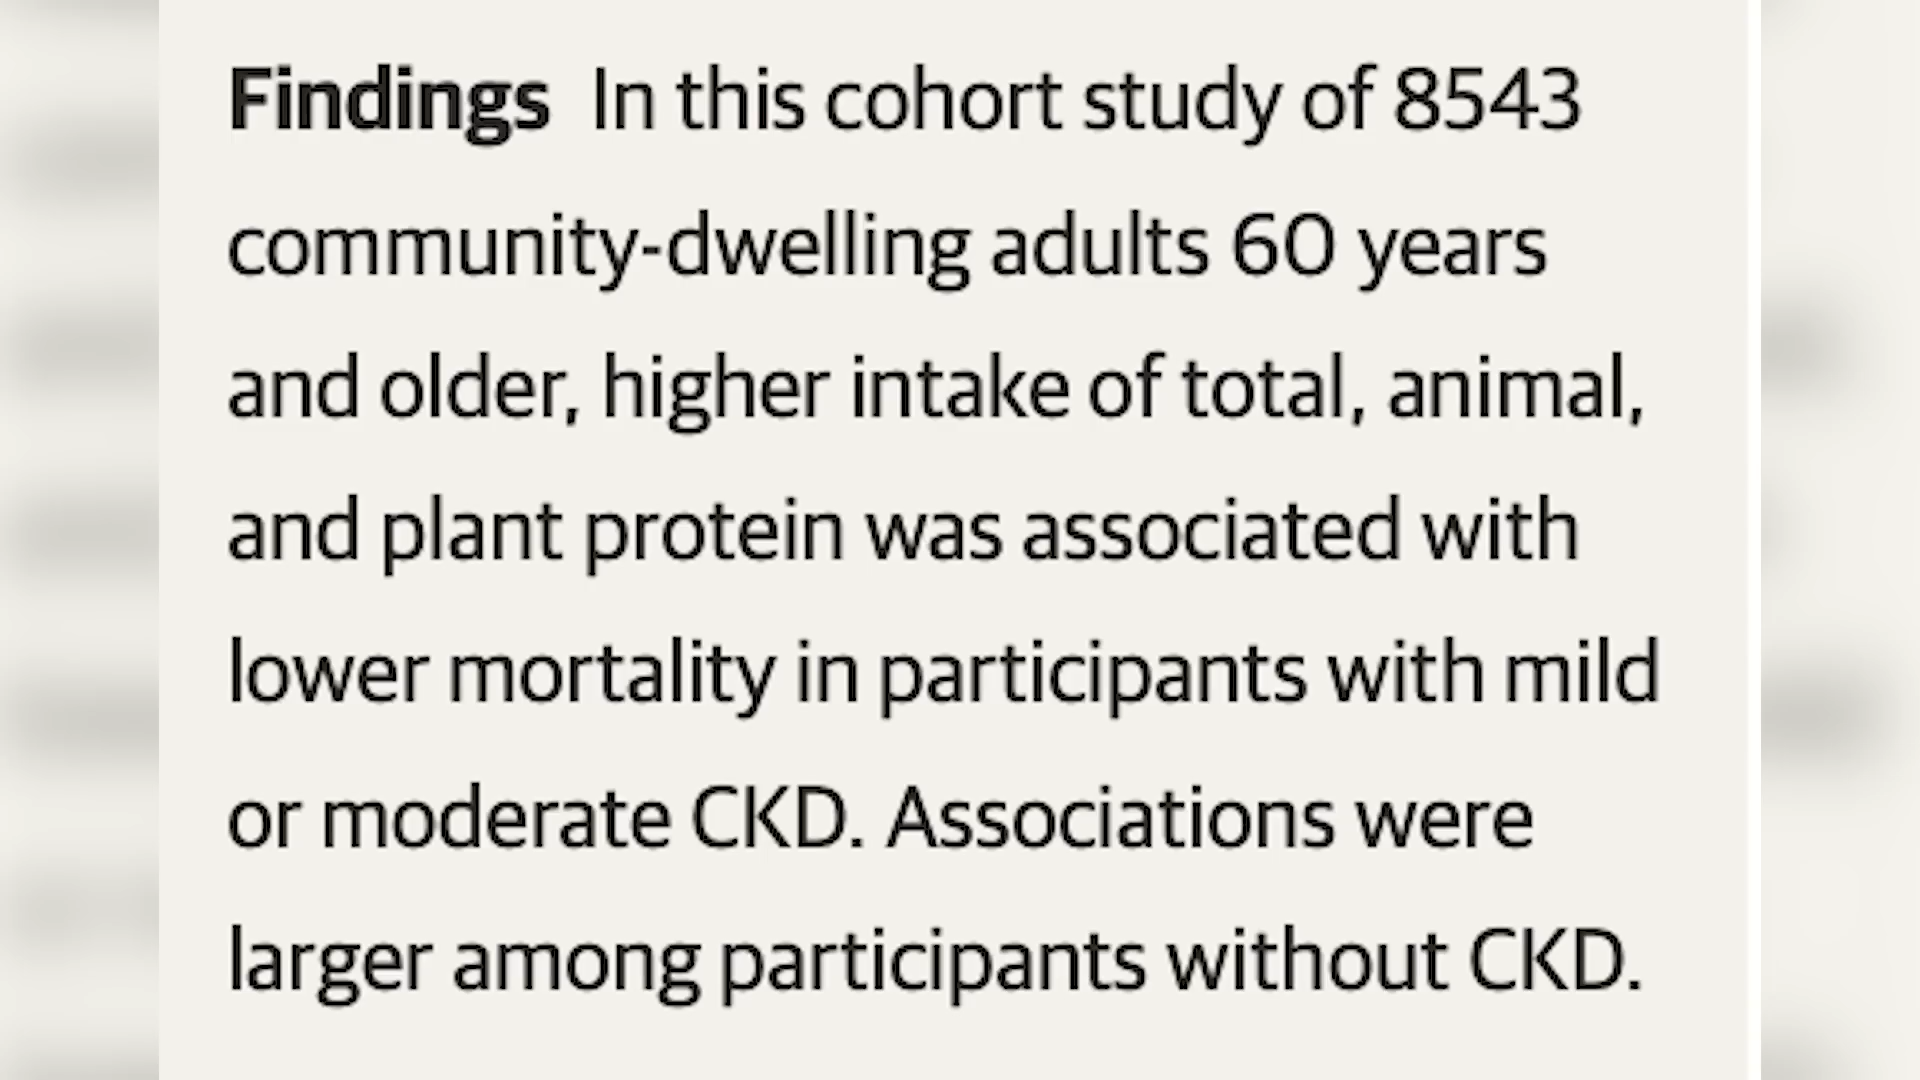 Findings In this cohort study of 8543
community-dwelling adults 60 years
and older, higher intake of total, animal,
and plant protein was associated with
lower mortality in participants with mild
or moderate CKD. Associations were
larger among participants without CKD.